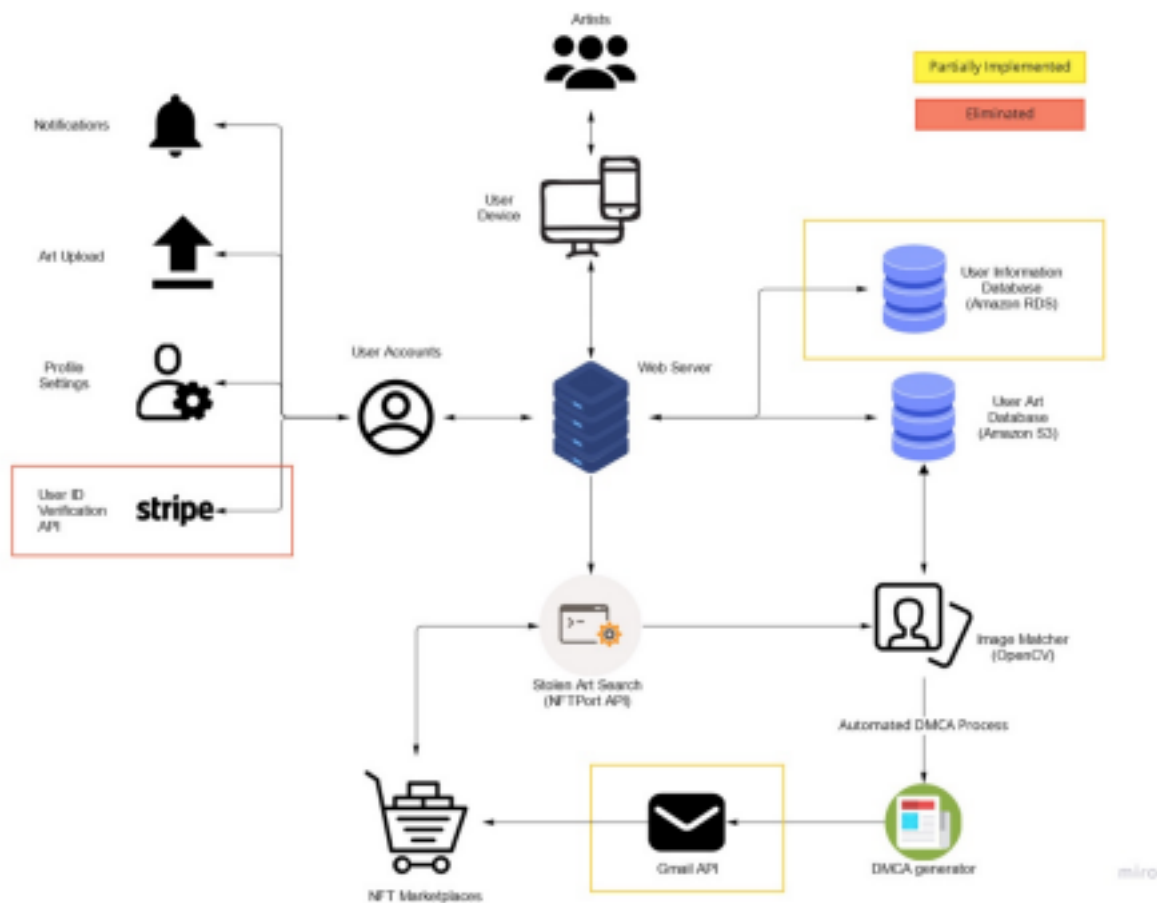 Artists
Partially Implemented
Eliminated
Notifications
User
Device
Art Upload
User Information
Database
(Amazon RDS)
Profile
Settings
User Accounts
Web Server
User Art
Database
(Amazon S3)
User ID
Verification
API
stripe
Stolen Art Search
(NFTPort API)
Image Matcher
(OpenCV)
Automated DMCA Process
Gmail API
DMCA generator
NFT Marketplaces
miro